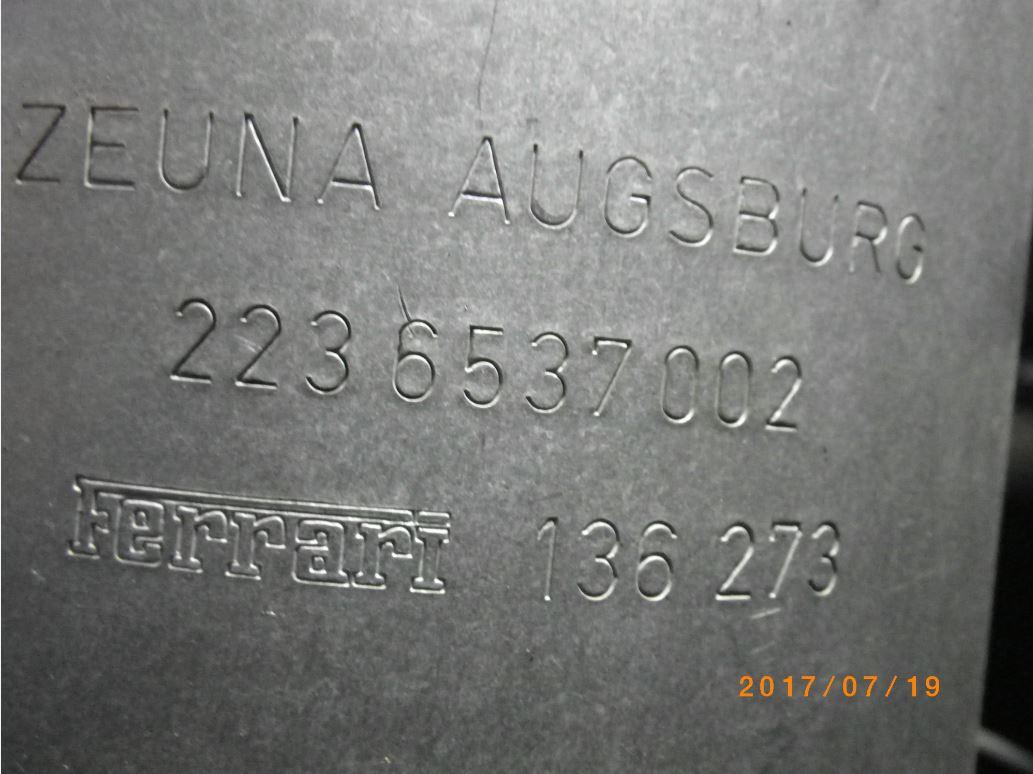 ZEUNA AUGSBURG
223 6537 002
Ferrari 136 273
2017/07/19